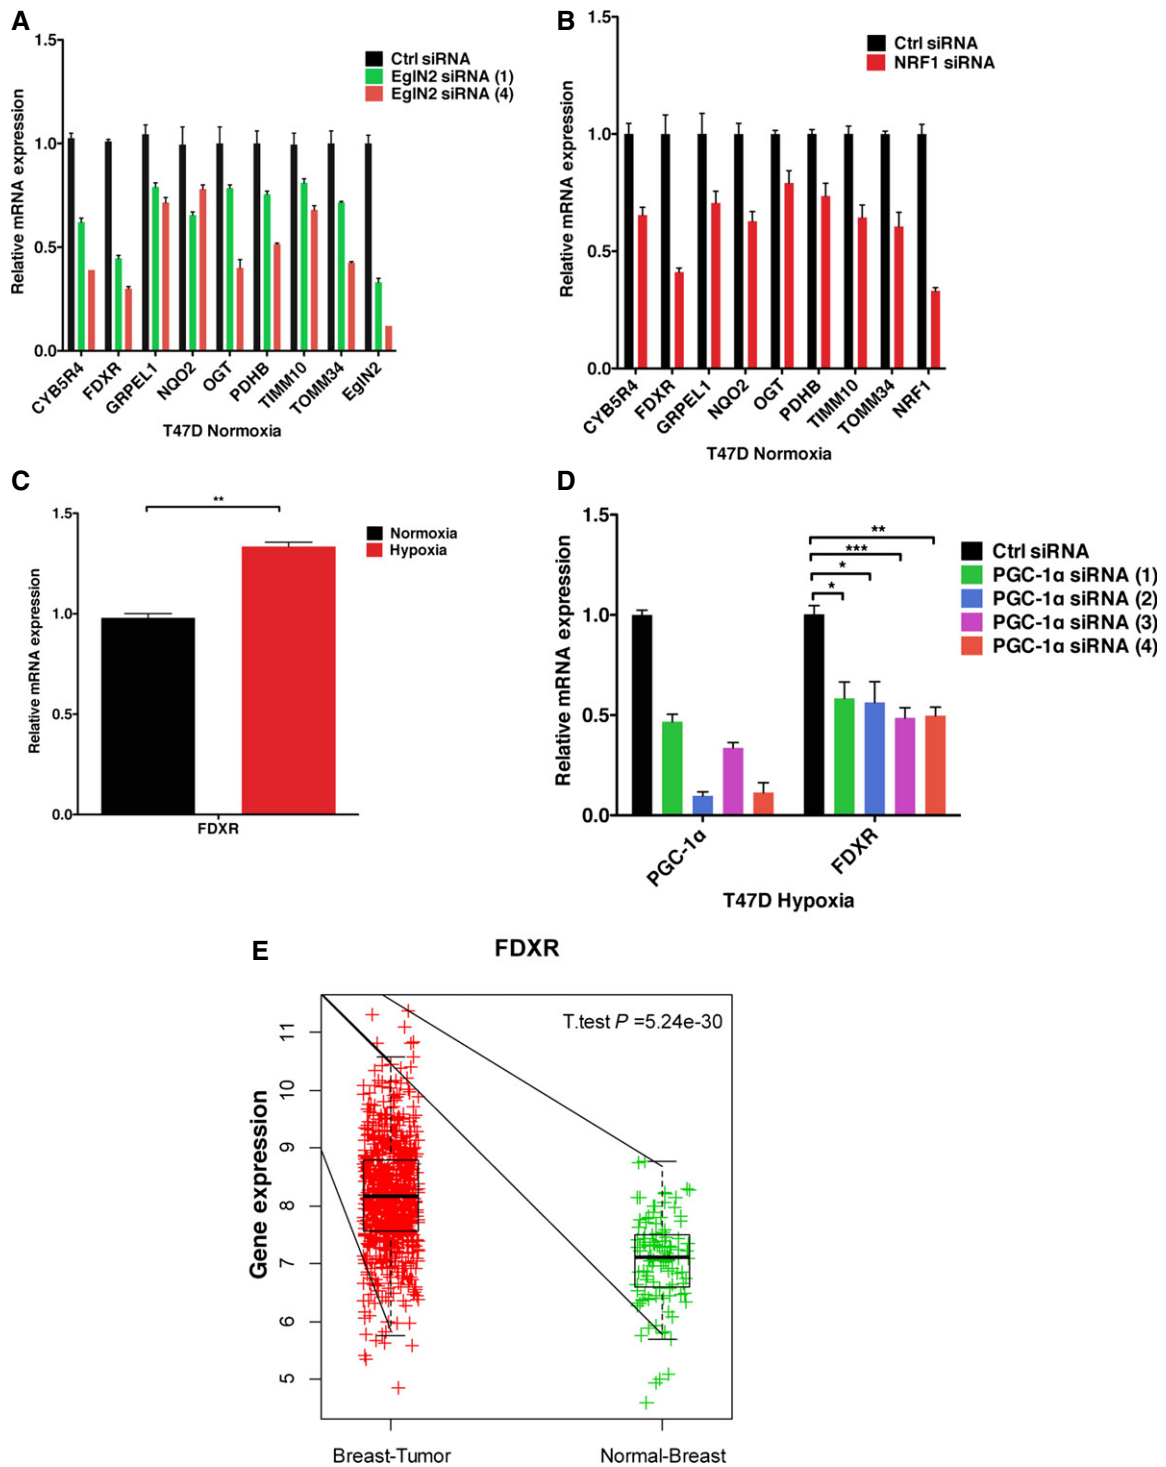 A
1.5
1.0
0.5
0.0
Relative mRNA expression
Ctrl siRNA
EglN2 siRNA (1)
EglN2 siRNA (4)
CYB5R4
FDXR
GRPEL1
NQO2
OGT
PDHB
TIMM10
TOMM34
EglN2
T47D Normoxia
B
1.5
1.0
0.5
0.0
Relative mRNA expression
Ctrl siRNA
NRF1 siRNA
CYB5R4
FDXR
GRPEL1
NQO2
OGT
PDHB
TIMM10
TOMM34
NRF1
T47D Normoxia
C
1.5
1.0
0.5
0.0
Relative mRNA expression
**
Normoxia
Hypoxia
FDXR
D
1.5
1.0
0.5
0.0
Relative mRNA expression
**
***
*
*
Ctrl siRNA
PGC-1α siRNA (1)
PGC-1α siRNA (2)
PGC-1α siRNA (3)
PGC-1α siRNA (4)
PGC-1α
FDXR
T47D Hypoxia
E
FDXR
T.test P =5.24e-30
Gene expression
11
10
9
8
7
6
5
Breast-Tumor
Normal-Breast